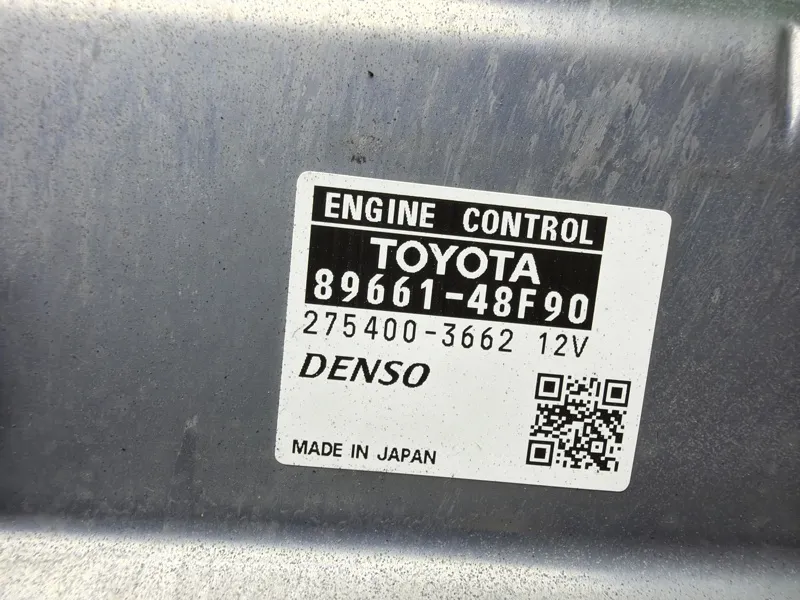 ENGINE CONTROL
TOYOTA
89661-48F90
275400-3662 12V
DENSO
MADE IN JAPAN